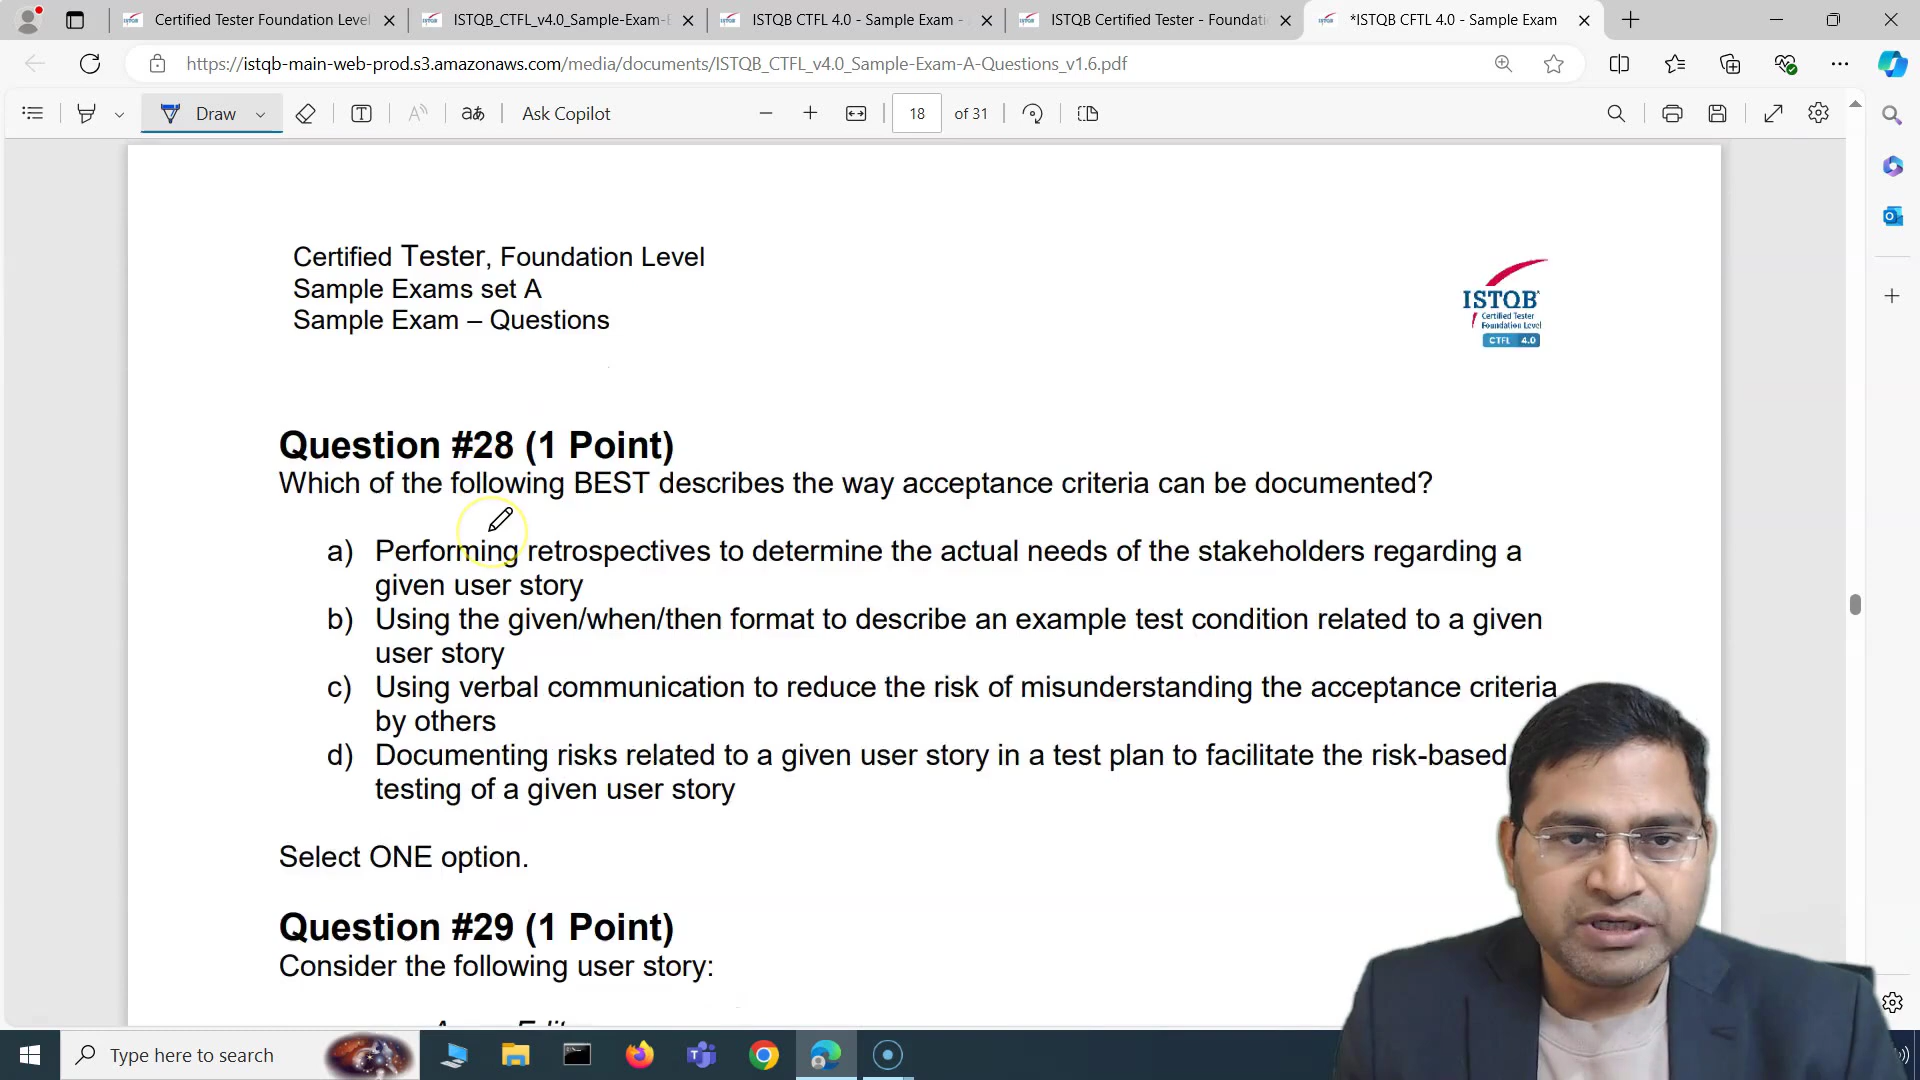 Certified Tester Foundation Level
ISTQB_CTFL_v4.0_Sample-Exam-
ISTQB CTFL 4.0 - Sample Exam -
ISTQB Certified Tester - Foundati
*ISTQB CFTL 4.0 - Sample Exam
https://istqb-main-web-prod.s3.amazonaws.com/media/documents/ISTQB_CTFL_v4.0_Sample-Exam-A-Questions_v1.6.pdf
Draw
aあ
Ask Copilot
18 of 31
Certified Tester, Foundation Level
Sample Exams set A
Sample Exam – Questions
ISTQB
Certified Tester
Foundation Level
CTFL 4.0
Question #28 (1 Point)
Which of the following BEST describes the way acceptance criteria can be documented?
a) Performing retrospectives to determine the actual needs of the stakeholders regarding a
given user story
b) Using the given/when/then format to describe an example test condition related to a given
user story
c) Using verbal communication to reduce the risk of misunderstanding the acceptance criteria
by others
d) Documenting risks related to a given user story in a test plan to facilitate the risk-based
testing of a given user story
Select ONE option.
Question #29 (1 Point)
Consider the following user story:
Type here to search